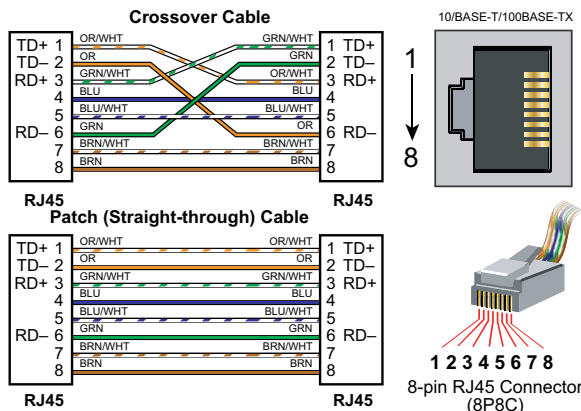 Crossover Cable
TD+ 1 OR/WHT GRN/WHT 1 TD+
TD– 2 OR GRN 2 TD–
RD+ 3 GRN/WHT OR/WHT 3 RD+
4 BLU BLU 4
5 BLU/WHT BLU/WHT 5
RD– 6 GRN OR 6 RD–
7 BRN/WHT BRN/WHT 7
8 BRN BRN 8
RJ45 RJ45
10/BASE-T/100BASE-TX
1
8
Patch (Straight-through) Cable
TD+ 1 OR/WHT OR/WHT 1 TD+
TD– 2 OR OR 2 TD–
RD+ 3 GRN/WHT GRN/WHT 3 RD+
4 BLU BLU 4
5 BLU/WHT BLU/WHT 5
RD– 6 GRN GRN 6 RD–
7 BRN/WHT BRN/WHT 7
8 BRN BRN 8
RJ45 RJ45
1 2 3 4 5 6 7 8
8-pin RJ45 Connector
(8P8C)